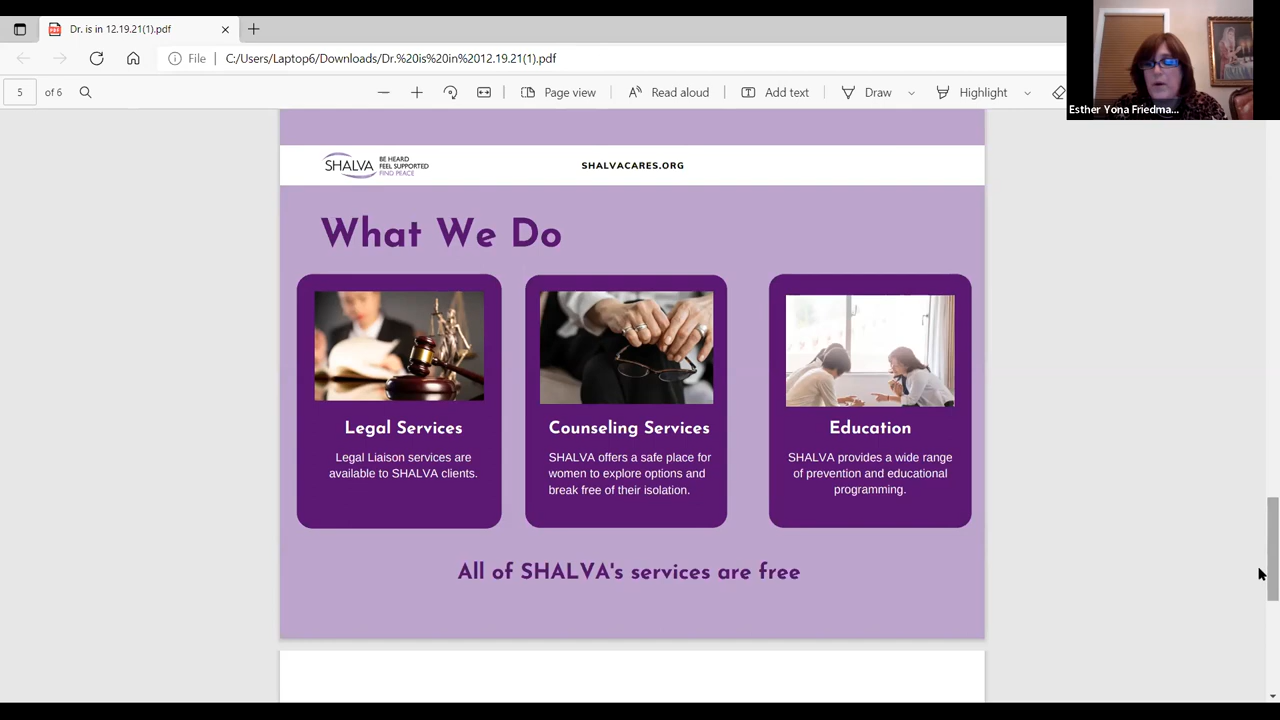 Dr. is in 12.19.21(1).pdf
File
C:/Users/Laptop6/Downloads/Dr.%20is%20in%2012.19.21(1).pdf
5
of 6
Page view
Read aloud
Add text
Draw
Highlight
Esther Yona Friedma...
SHALVA
BE HEARD
FEEL SUPPORTED
FIND PEACE
SHALVACARES.ORG
What We Do
Legal Services
Legal Liaison services are
available to SHALVA clients.
Counseling Services
SHALVA offers a safe place for
women to explore options and
break free of their isolation.
Education
SHALVA provides a wide range
of prevention and educational
programming.
All of SHALVA's services are free